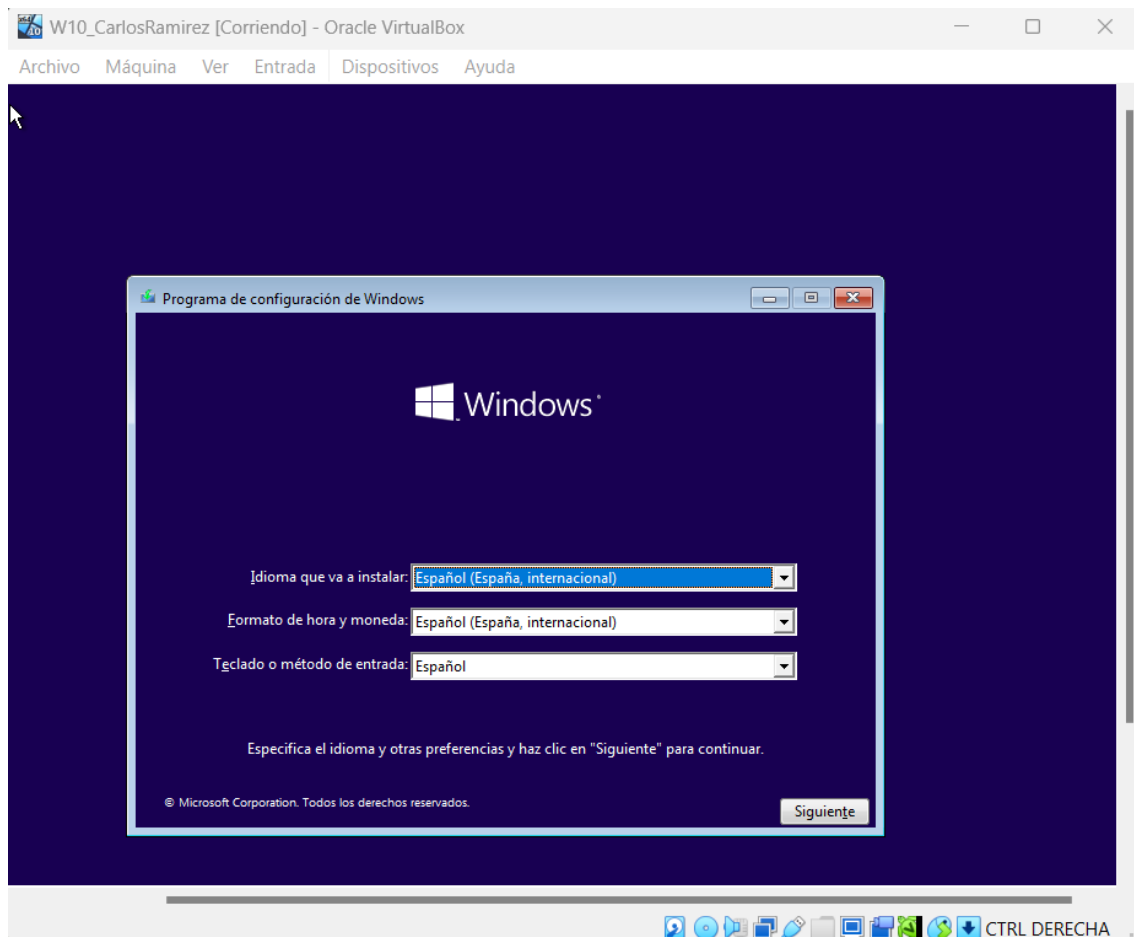 W10_CarlosRamirez [Corriendo] - Oracle VirtualBox
Archivo Máquina Ver Entrada Dispositivos Ayuda
Programa de configuración de Windows
Windows
Idioma que va a instalar: Español (España, internacional)
Formato de hora y moneda: Español (España, internacional)
Teclado o método de entrada: Español
Especifica el idioma y otras preferencias y haz clic en "Siguiente" para continuar.
© Microsoft Corporation. Todos los derechos reservados.
Siguiente
CTRL DERECHA